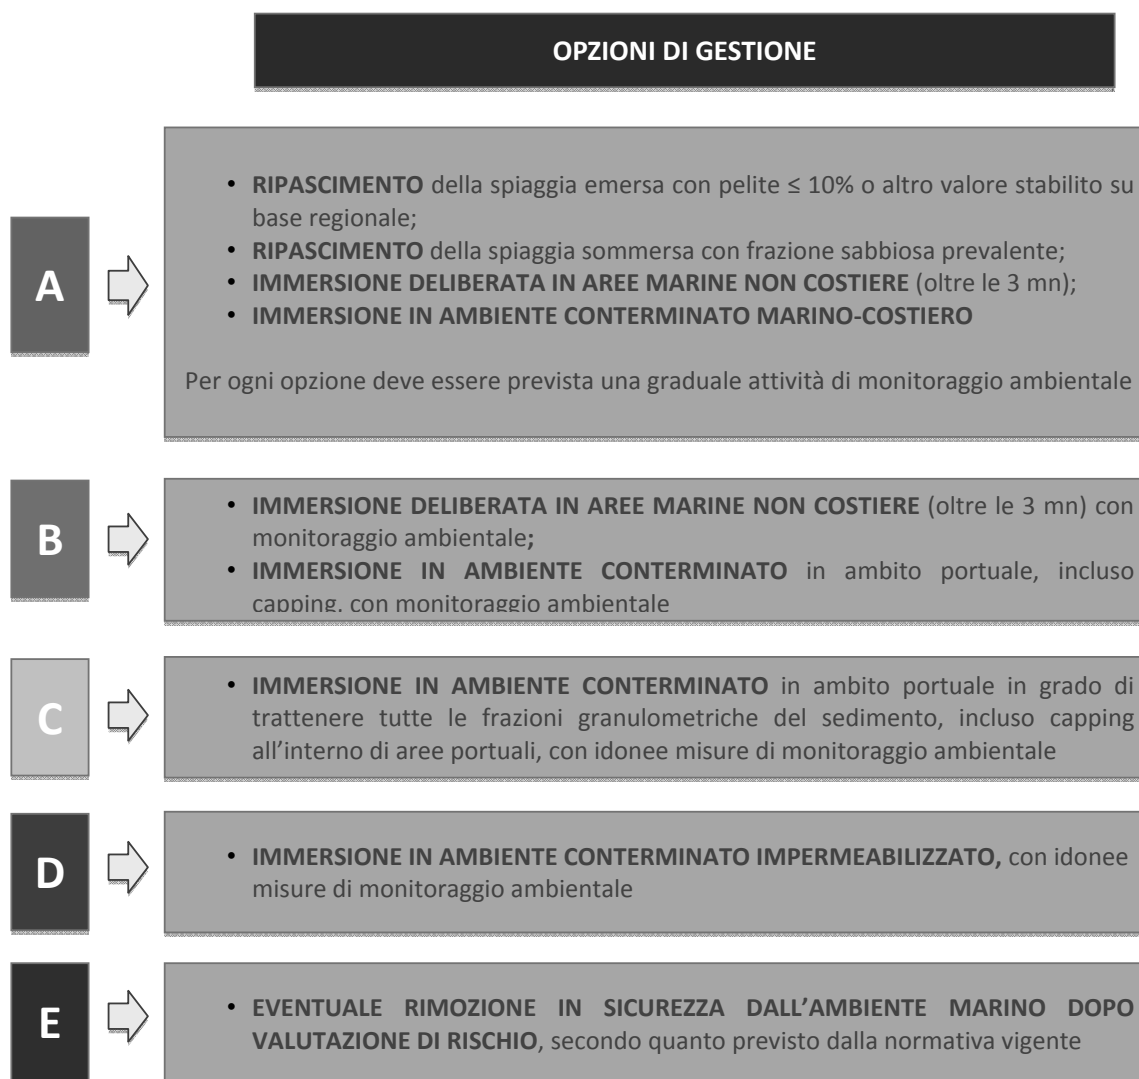 OPZIONI DI GESTIONE
A
• RIPASCIMENTO della spiaggia emersa con pelite ≤ 10% o altro valore stabilito su
base regionale;
• RIPASCIMENTO della spiaggia sommersa con frazione sabbiosa prevalente;
• IMMERSIONE DELIBERATA IN AREE MARINE NON COSTIERE (oltre le 3 mn);
• IMMERSIONE IN AMBIENTE CONTERMINATO MARINO-COSTIERO
Per ogni opzione deve essere prevista una graduale attività di monitoraggio ambientale
B
• IMMERSIONE DELIBERATA IN AREE MARINE NON COSTIERE (oltre le 3 mn) con
monitoraggio ambientale;
• IMMERSIONE IN AMBIENTE CONTERMINATO in ambito portuale, incluso
capping, con monitoraggio ambientale
C
• IMMERSIONE IN AMBIENTE CONTERMINATO in ambito portuale in grado di
trattenere tutte le frazioni granulometriche del sedimento, incluso capping
all’interno di aree portuali, con idonee misure di monitoraggio ambientale
D
• IMMERSIONE IN AMBIENTE CONTERMINATO IMPERMEABILIZZATO, con idonee
misure di monitoraggio ambientale
E
• EVENTUALE RIMOZIONE IN SICUREZZA DALL’AMBIENTE MARINO DOPO
VALUTAZIONE DI RISCHIO, secondo quanto previsto dalla normativa vigente